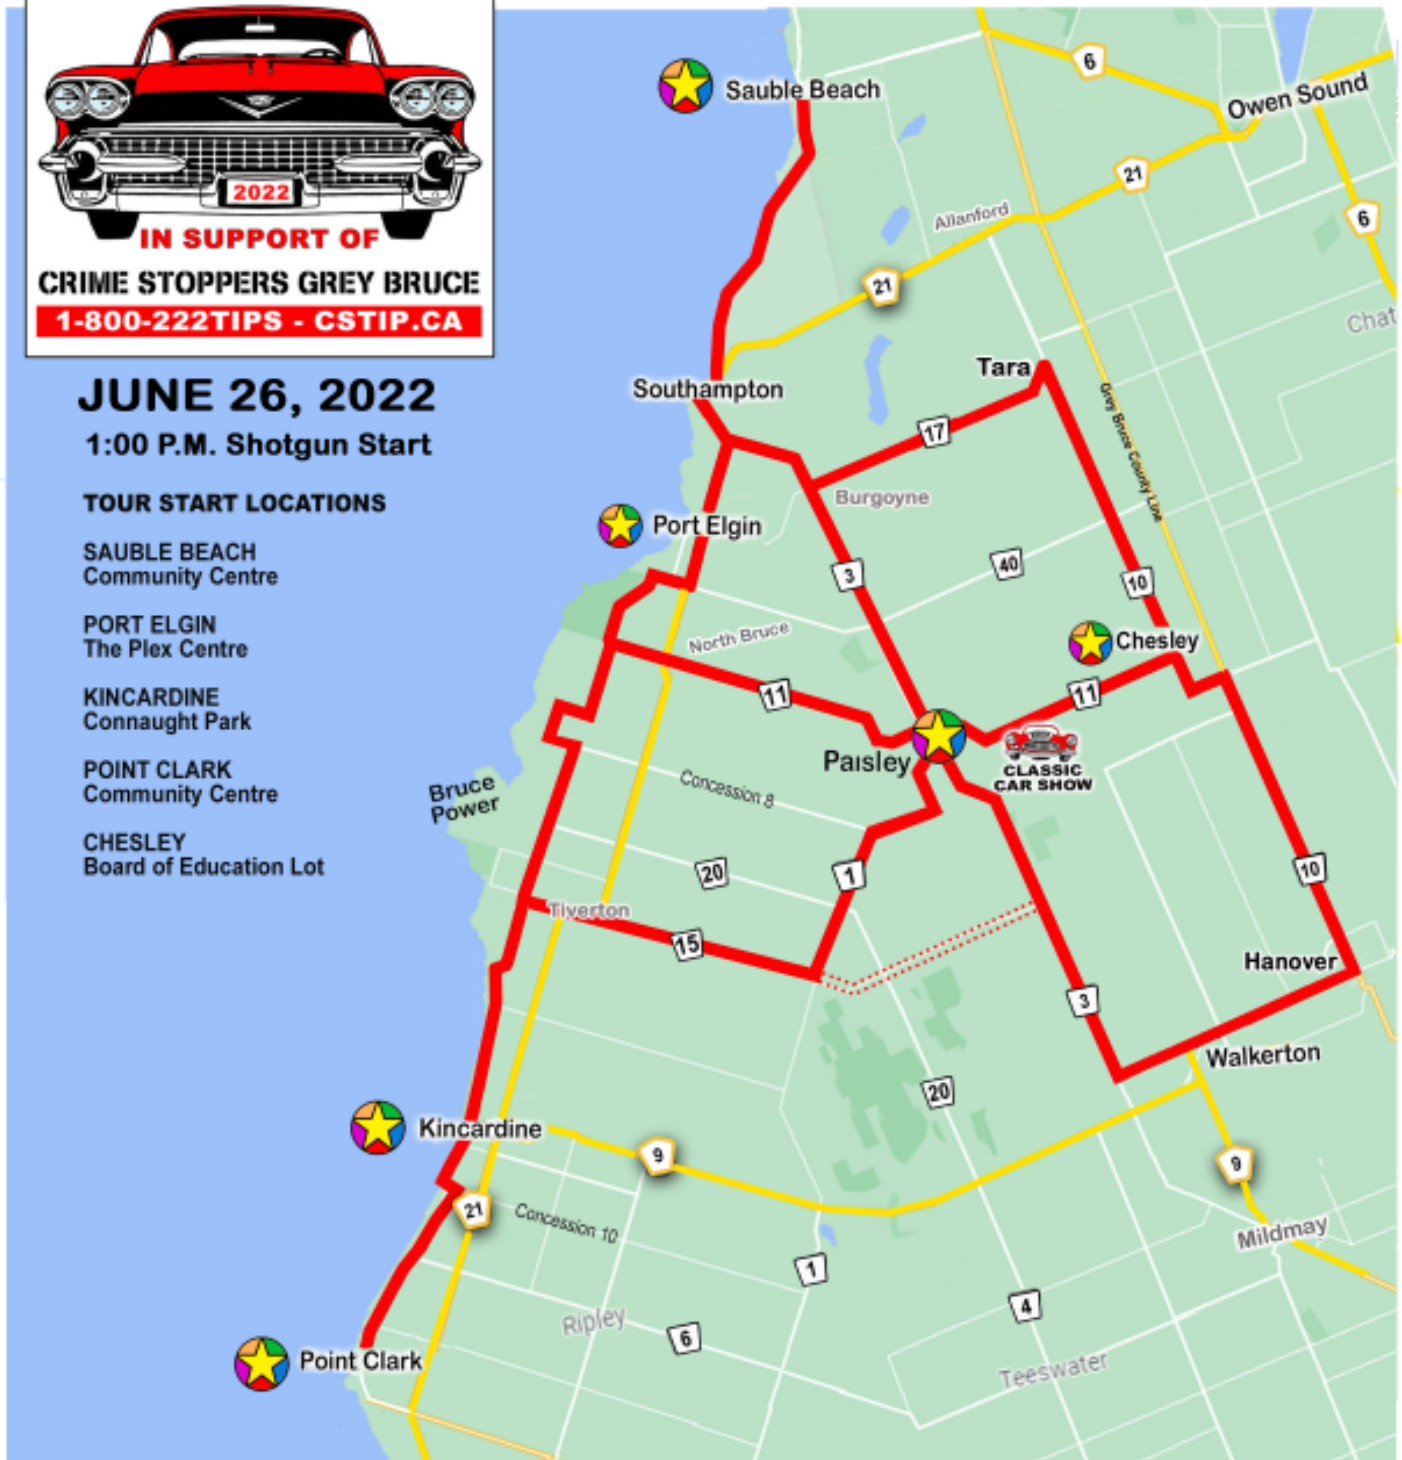 2022
IN SUPPORT OF
CRIME STOPPERS GREY BRUCE
1-800-222TIPS - CSTIP.CA
JUNE 26, 2022
1:00 P.M. Shotgun Start
TOUR START LOCATIONS
SAUBLE BEACH
Community Centre
PORT ELGIN
The Plex Centre
KINCARDINE
Connaught Park
POINT CLARK
Community Centre
CHESLEY
Board of Education Lot
Sauble Beach
6
Owen Sound
21
6
Allanford
21
Chat
Tara
Southampton
17
Grey Bruce County Line
Burgoyne
Port Elgin
3
40
10
North Bruce
Chesley
11
11
Paisley
CLASSIC
CAR SHOW
Bruce
Power
Concession 8
20
1
10
Tiverton
15
Hanover
3
Walkerton
20
Kincardine
9
9
21
Concession 10
Mildmay
1
4
Ripley
6
Point Clark
Teeswater